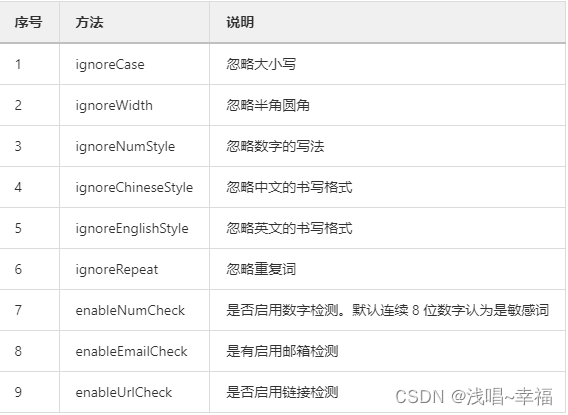 序号 方法 说明
1 ignoreCase 忽略大小写
2 ignoreWidth 忽略半角圆角
3 ignoreNumStyle 忽略数字的写法
4 ignoreChineseStyle 忽略中文的书写格式
5 ignoreEnglishStyle 忽略英文的书写格式
6 ignoreRepeat 忽略重复词
7 enableNumCheck 是否启用数字检测。默认连续 8 位数字认为是敏感词
8 enableEmailCheck 是有启用邮箱检测
9 enableUrlCheck 是否启用链接检测
CSDN @浅唱~幸福